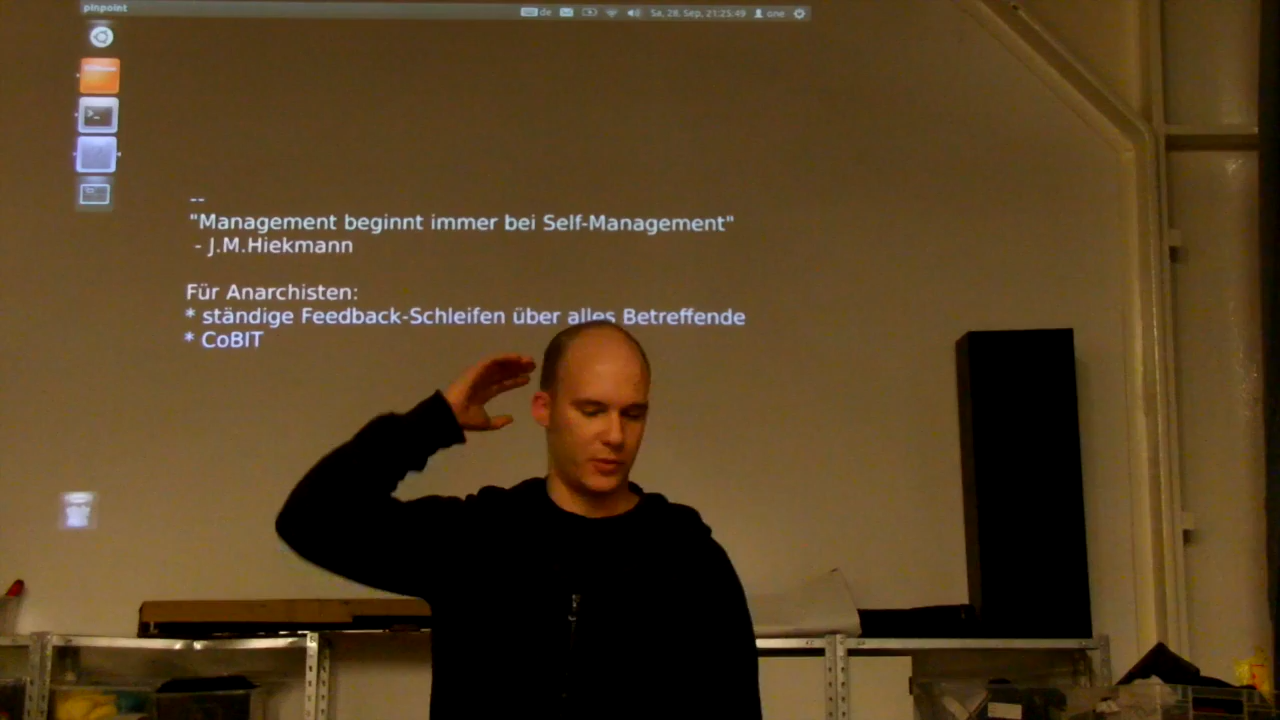 pinpoint
de
Sa, 28. Sep, 21:25:49
one
--
"Management beginnt immer bei Self-Management"
- J.M.Hiekmann
Für Anarchisten:
* ständige Feedback-Schleifen über alles Betreffende
* CoBIT